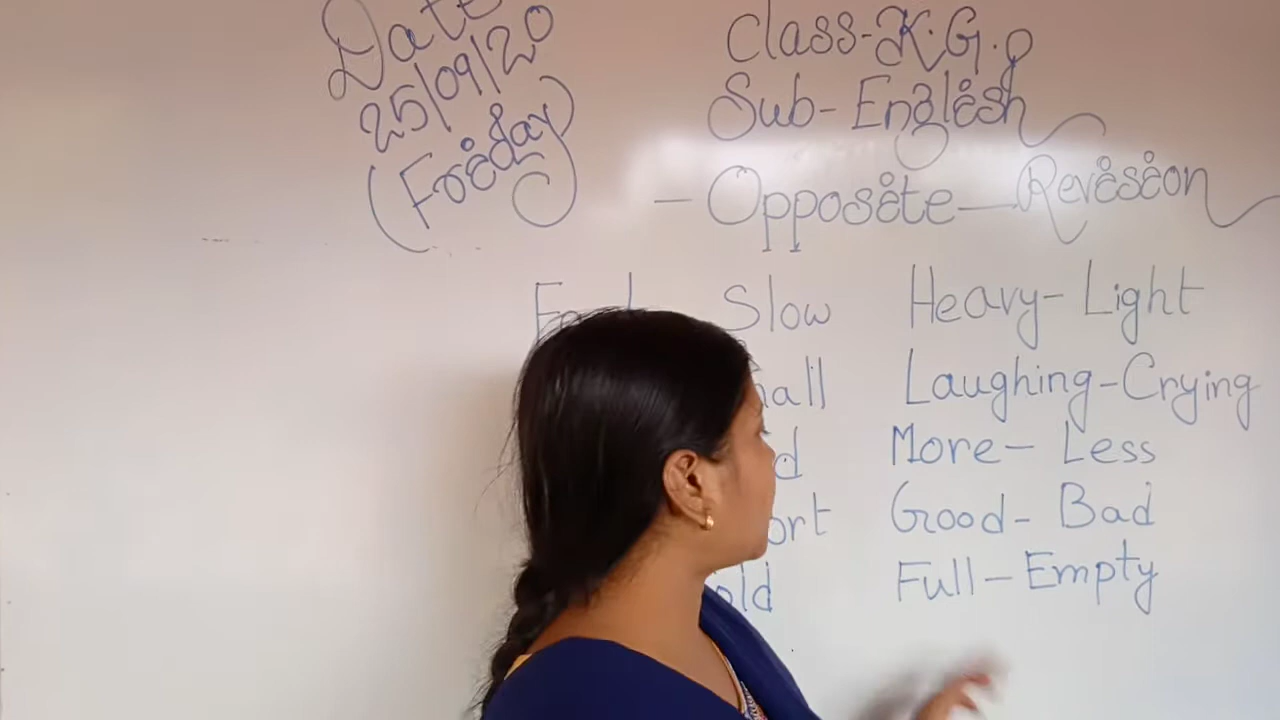 Date
25/09/20
(Friday)
Class-K.G.
Sub-English
-Opposite-Revision
Slow
Heavy-Light
Laughing-Crying
More-Less
Good-Bad
Full-Empty